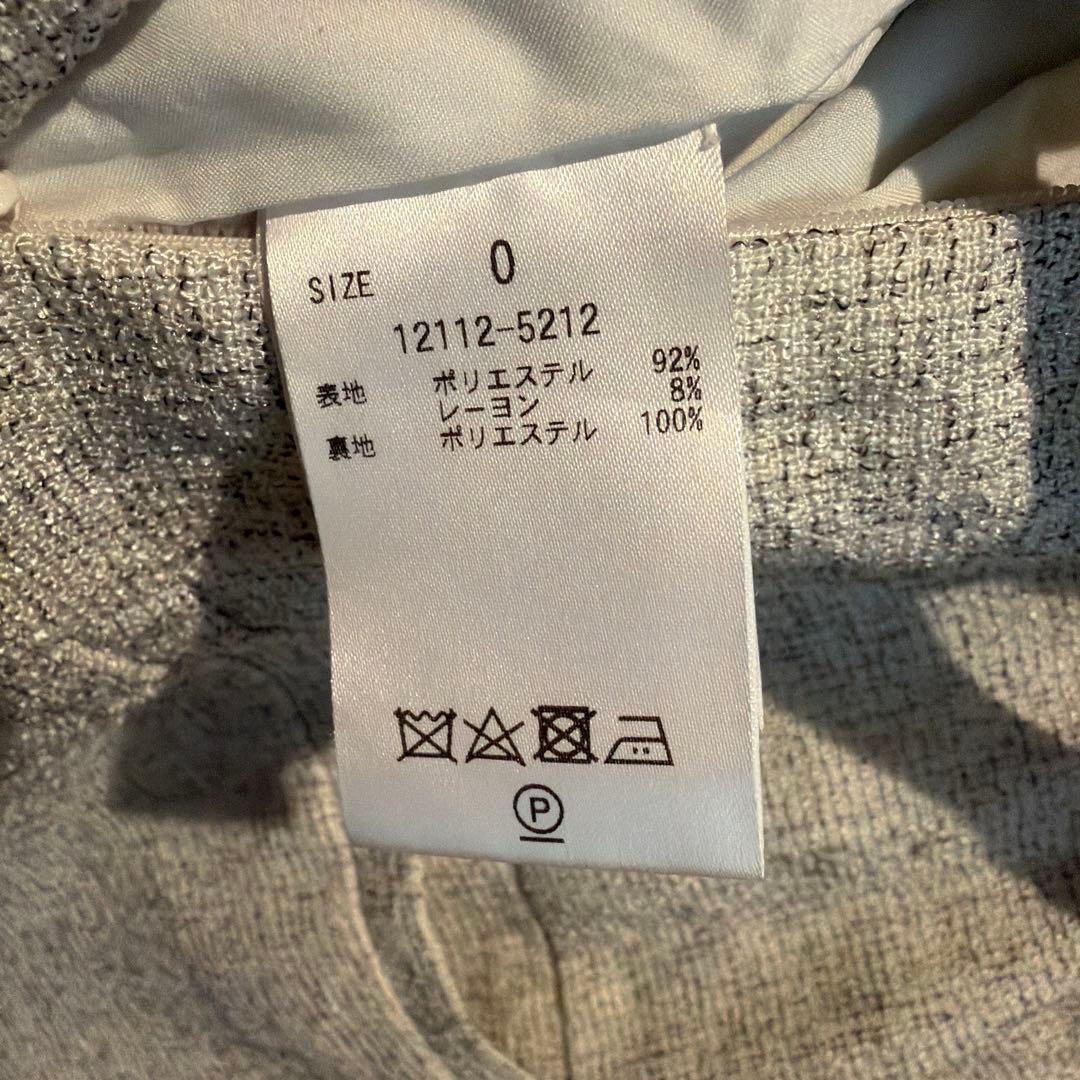 SIZE 0
12112-5212
表地 ポリエステル 92%
レーヨン 8%
裏地 ポリエステル 100%
P